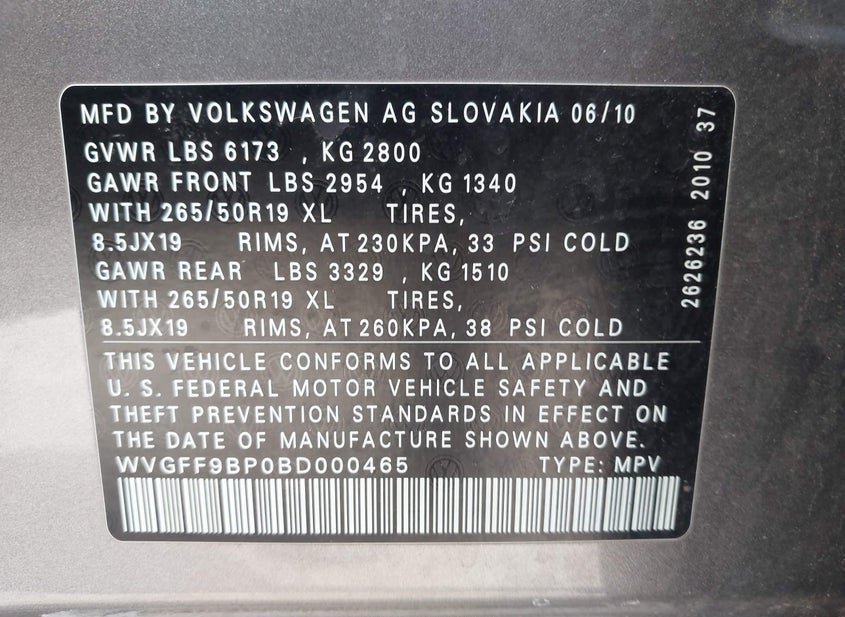 MFD BY VOLKSWAGEN AG SLOVAKIA 06/10
GVWR LBS 6173 , KG 2800
GAWR FRONT LBS 2954 , KG 1340
WITH 265/50R19 XL TIRES,
8.5JX19 RIMS, AT 230KPA, 33 PSI COLD
GAWR REAR LBS 3329 , KG 1510
WITH 265/50R19 XL TIRES,
8.5JX19 RIMS, AT 260KPA, 38 PSI COLD
THIS VEHICLE CONFORMS TO ALL APPLICABLE
U. S. FEDERAL MOTOR VEHICLE SAFETY AND
THEFT PREVENTION STANDARDS IN EFFECT ON
THE DATE OF MANUFACTURE SHOWN ABOVE.
WVGFF9BP0BD000465 TYPE: MPV
2626236 2010 37